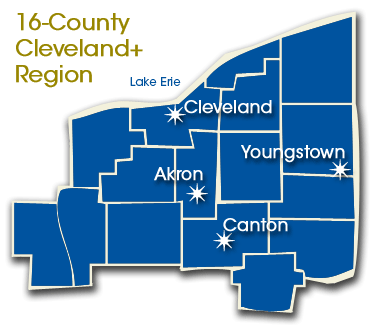 16-County
Cleveland+
Region
Lake Erie
Cleveland
Youngstown
Akron
Canton